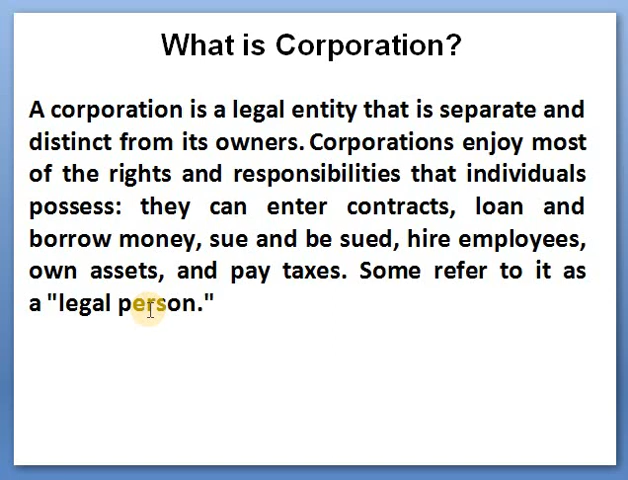 What is Corporation?
A corporation is a legal entity that is separate and
distinct from its owners. Corporations enjoy most
of the rights and responsibilities that individuals
possess: they can enter contracts, loan and
borrow money, sue and be sued, hire employees,
own assets, and pay taxes. Some refer to it as
a "legal person."